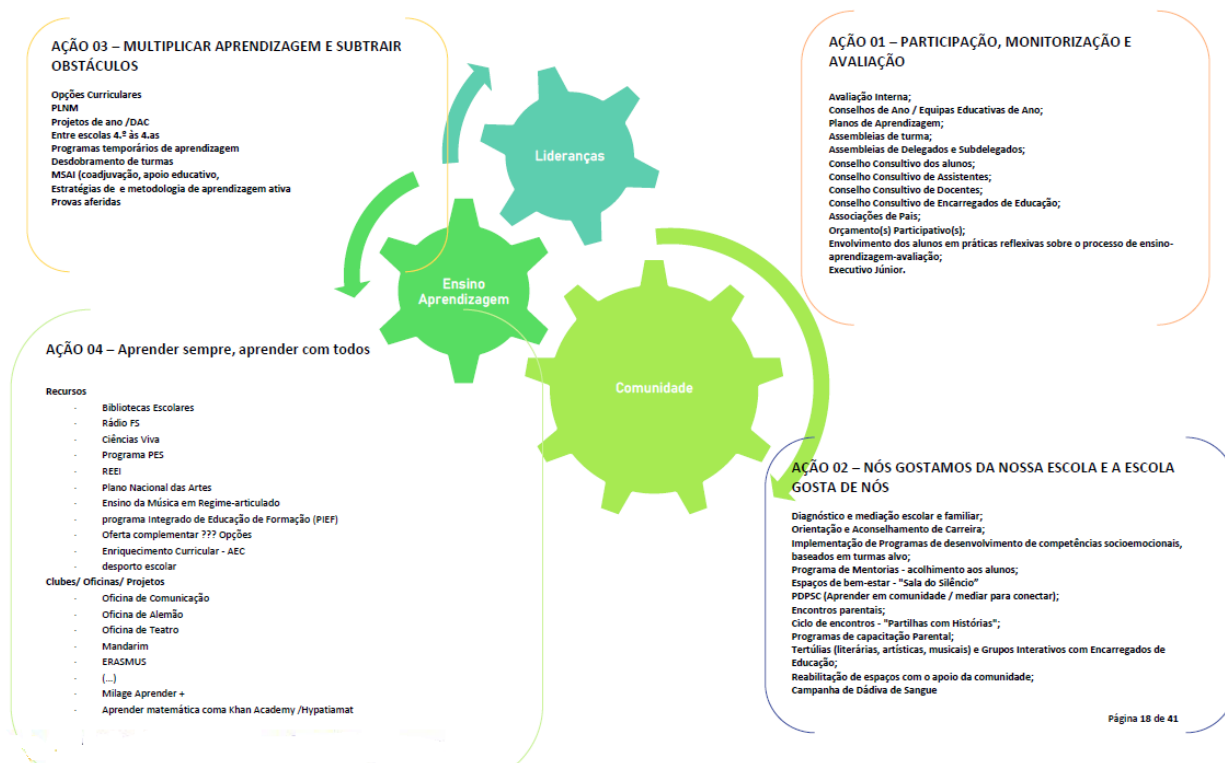 AÇÃO 03 – MULTIPLICAR APRENDIZAGEM E SUBTRAIR
OBSTÁCULOS
Opções Curriculares
PLNM
Projetos de ano /DAC
Entre escolas 4.º às 4.as
Programas temporários de aprendizagem
Desdobramento de turmas
MSAI (coadjuvação, apoio educativo,
Estratégias de e metodologia de aprendizagem ativa
Provas aferidas
Lideranças
Ensino
Aprendizagem
Comunidade
AÇÃO 01 – PARTICIPAÇÃO, MONITORIZAÇÃO E
AVALIAÇÃO
Avaliação Interna;
Conselhos de Ano / Equipas Educativas de Ano;
Planos de Aprendizagem;
Assembleias de turma;
Assembleias de Delegados e Subdelegados;
Conselho Consultivo dos alunos;
Conselho Consultivo de Assistentes;
Conselho Consultivo de Docentes;
Conselho Consultivo de Encarregados de Educação;
Associações de Pais;
Orçamento(s) Participativo(s);
Envolvimento dos alunos em práticas reflexivas sobre o processo de ensino-
aprendizagem-avaliação;
Executivo Júnior.
AÇÃO 04 – Aprender sempre, aprender com todos
Recursos
- Bibliotecas Escolares
- Rádio FS
- Ciências Viva
- Programa PES
- REEI
- Plano Nacional das Artes
- Ensino da Música em Regime-articulado
- programa Integrado de Educação de Formação (PIEF)
- Oferta complementar ??? Opções
- Enriquecimento Curricular - AEC
- desporto escolar
Clubes/ Oficinas/ Projetos
- Oficina de Comunicação
- Oficina de Alemão
- Oficina de Teatro
- Mandarim
- ERASMUS
- (...)
- Milage Aprender +
- Aprender matemática coma Khan Academy /Hypatiamat
AÇÃO 02 – NÓS GOSTAMOS DA NOSSA ESCOLA E A ESCOLA
GOSTA DE NÓS
Diagnóstico e mediação escolar e familiar;
Orientação e Aconselhamento de Carreira;
Implementação de Programas de desenvolvimento de competências socioemocionais,
baseados em turmas alvo;
Programa de Mentorias - acolhimento aos alunos;
Espaços de bem-estar - "Sala do Silêncio"
PDPSC (Aprender em comunidade / mediar para conectar);
Encontros parentais;
Ciclo de encontros - "Partilhas com Histórias";
Programas de capacitação Parental;
Tertúlias (literárias, artísticas, musicais) e Grupos Interativos com Encarregados de
Educação;
Reabilitação de espaços com o apoio da comunidade;
Campanha de Dádiva de Sangue
Página 18 de 41